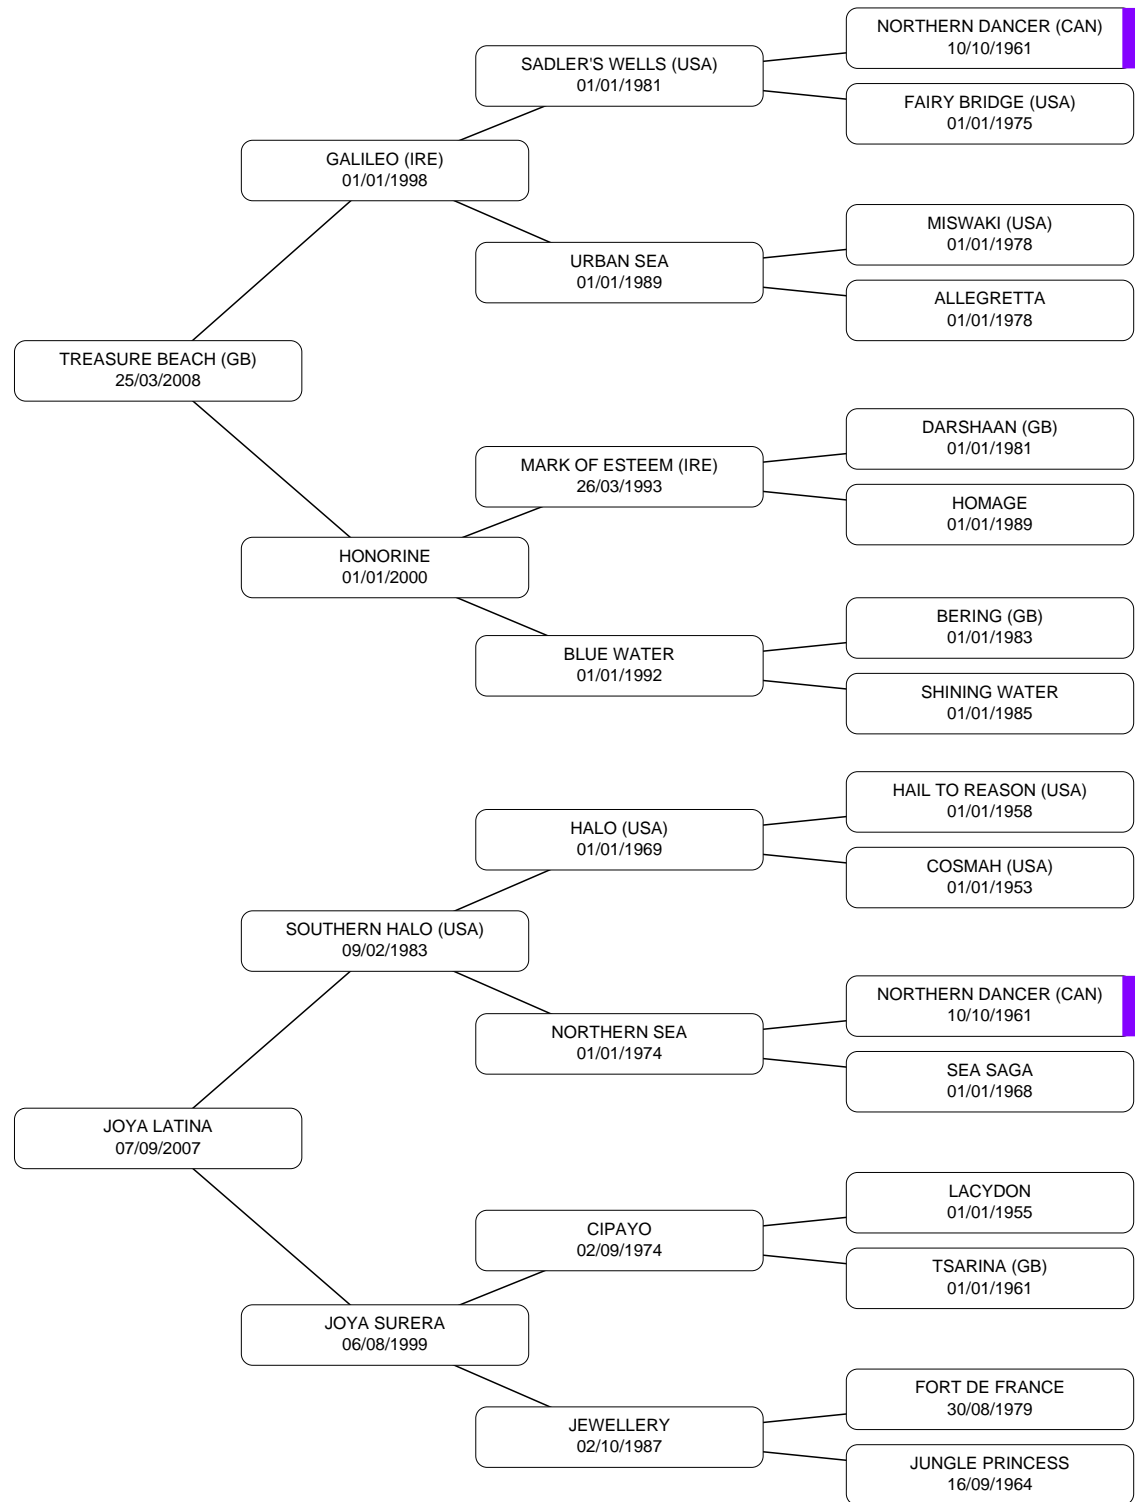 NORTHERN DANCER (CAN)
10/10/1961
SADLER'S WELLS (USA)
01/01/1981
FAIRY BRIDGE (USA)
01/01/1975
GALILEO (IRE)
01/01/1998
MISWAKI (USA)
01/01/1978
URBAN SEA
01/01/1989
ALLEGRETTA
01/01/1978
TREASURE BEACH (GB)
25/03/2008
DARSHAAN (GB)
01/01/1981
MARK OF ESTEEM (IRE)
26/03/1993
HOMAGE
01/01/1989
HONORINE
01/01/2000
BERING (GB)
01/01/1983
BLUE WATER
01/01/1992
SHINING WATER
01/01/1985
HAIL TO REASON (USA)
01/01/1958
HALO (USA)
01/01/1969
COSMAH (USA)
01/01/1953
SOUTHERN HALO (USA)
09/02/1983
NORTHERN DANCER (CAN)
10/10/1961
NORTHERN SEA
01/01/1974
SEA SAGA
01/01/1968
JOYA LATINA
07/09/2007
LACYDON
01/01/1955
CIPAYO
02/09/1974
TSARINA (GB)
01/01/1961
JOYA SURERA
06/08/1999
FORT DE FRANCE
30/08/1979
JEWELLERY
02/10/1987
JUNGLE PRINCESS
16/09/1964